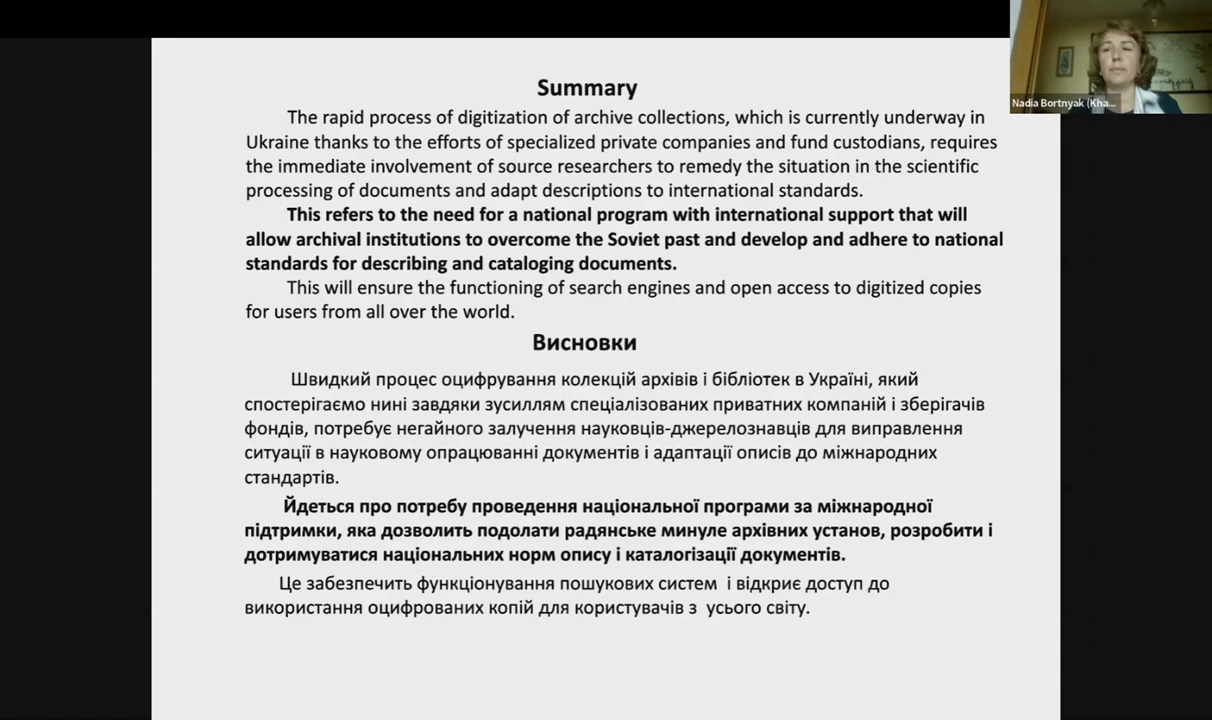 Summary
The rapid process of digitization of archive collections, which is currently underway in
Ukraine thanks to the efforts of specialized private companies and fund custodians, requires
the immediate involvement of source researchers to remedy the situation in the scientific
processing of documents and adapt descriptions to international standards.
This refers to the need for a national program with international support that will
allow archival institutions to overcome the Soviet past and develop and adhere to national
standards for describing and cataloging documents.
This will ensure the functioning of search engines and open access to digitized copies
for users from all over the world.
Висновки
Швидкий процес оцифрування колекцій архівів і бібліотек в Україні, який
спостерігаємо нині завдяки зусиллям спеціалізованих приватних компаній і зберігачів
фондів, потребує негайного залучення науковців-джерелознавців для виправлення
ситуації в науковому опрацюванні документів і адаптації описів до міжнародних
стандартів.
Йдеться про потребу проведення національної програми за міжнародної
підтримки, яка дозволить подолати радянське минуле архівних установ, розробити і
дотримуватися національних норм опису і каталогізації документів.
Це забезпечить функціонування пошукових систем і відкриє доступ до
використання оцифрованих копій для користувачів з усього світу.
Nadia Bortnyak (Kha...